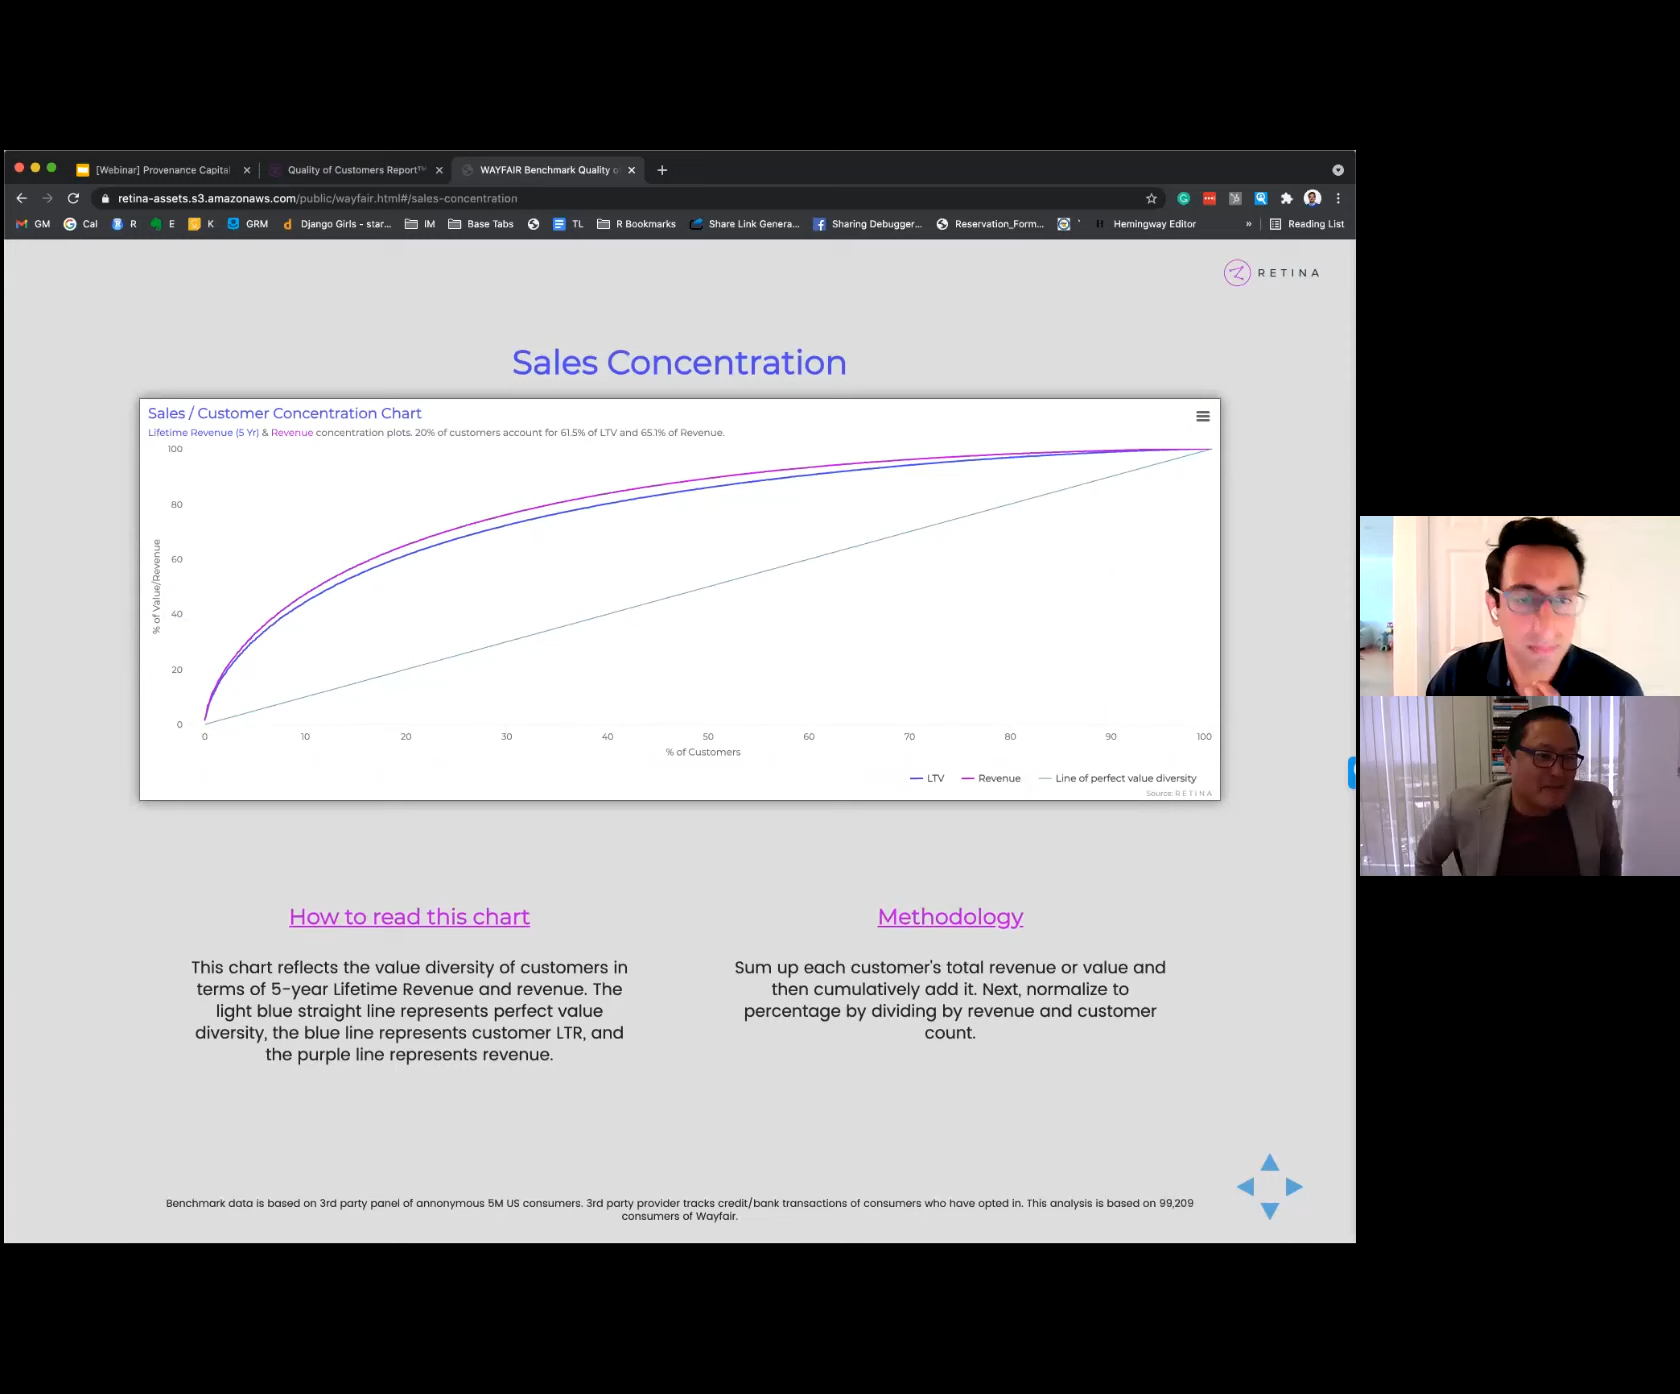 [Webinar] Provenance Capital
Quality of Customers Report™
WAYFAIR Benchmark Quality o
retina-assets.s3.amazonaws.com/public/wayfair.html#/sales-concentration
GM Cal R E K GRM Django Girls - star... IM Base Tabs TL R Bookmarks Share Link Genera... Sharing Debugger... Reservation_Form... Hemingway Editor » Reading List
RETINA
Sales Concentration
Sales / Customer Concentration Chart
Lifetime Revenue (5 Yr) & Revenue concentration plots. 20% of customers account for 61.5% of LTV and 65.1% of Revenue.
% of Value/Revenue
100
80
60
40
20
0
0 10 20 30 40 50 60 70 80 90 100
% of Customers
LTV Revenue Line of perfect value diversity
Source: RETINA
How to read this chart
This chart reflects the value diversity of customers in
terms of 5-year Lifetime Revenue and revenue. The
light blue straight line represents perfect value
diversity, the blue line represents customer LTR, and
the purple line represents revenue.
Methodology
Sum up each customer's total revenue or value and
then cumulatively add it. Next, normalize to
percentage by dividing by revenue and customer
count.
Benchmark data is based on 3rd party panel of annonymous 5M US consumers. 3rd party provider tracks credit/bank transactions of consumers who have opted in. This analysis is based on 99,209
consumers of Wayfair.